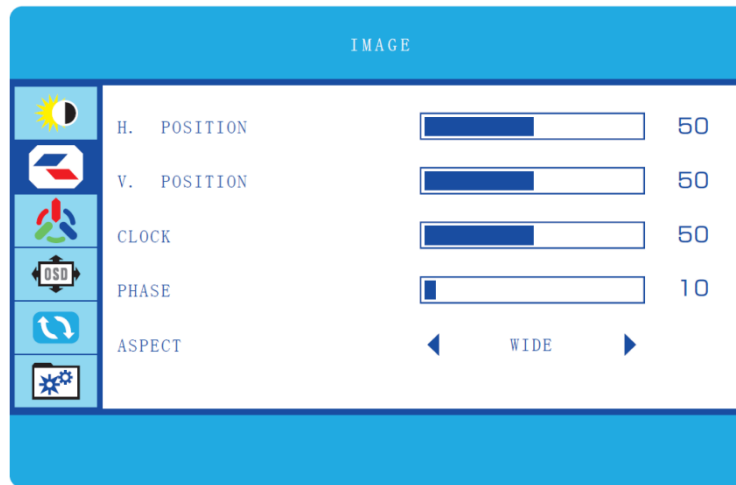 IMAGE
H. POSITION 50
V. POSITION 50
CLOCK 50
PHASE 10
OSD
ASPECT WIDE